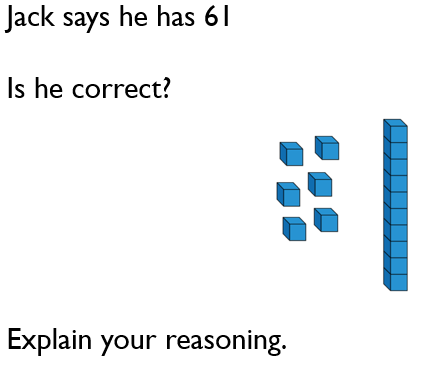 Jack says he has 61
Is he correct?
Explain your reasoning.